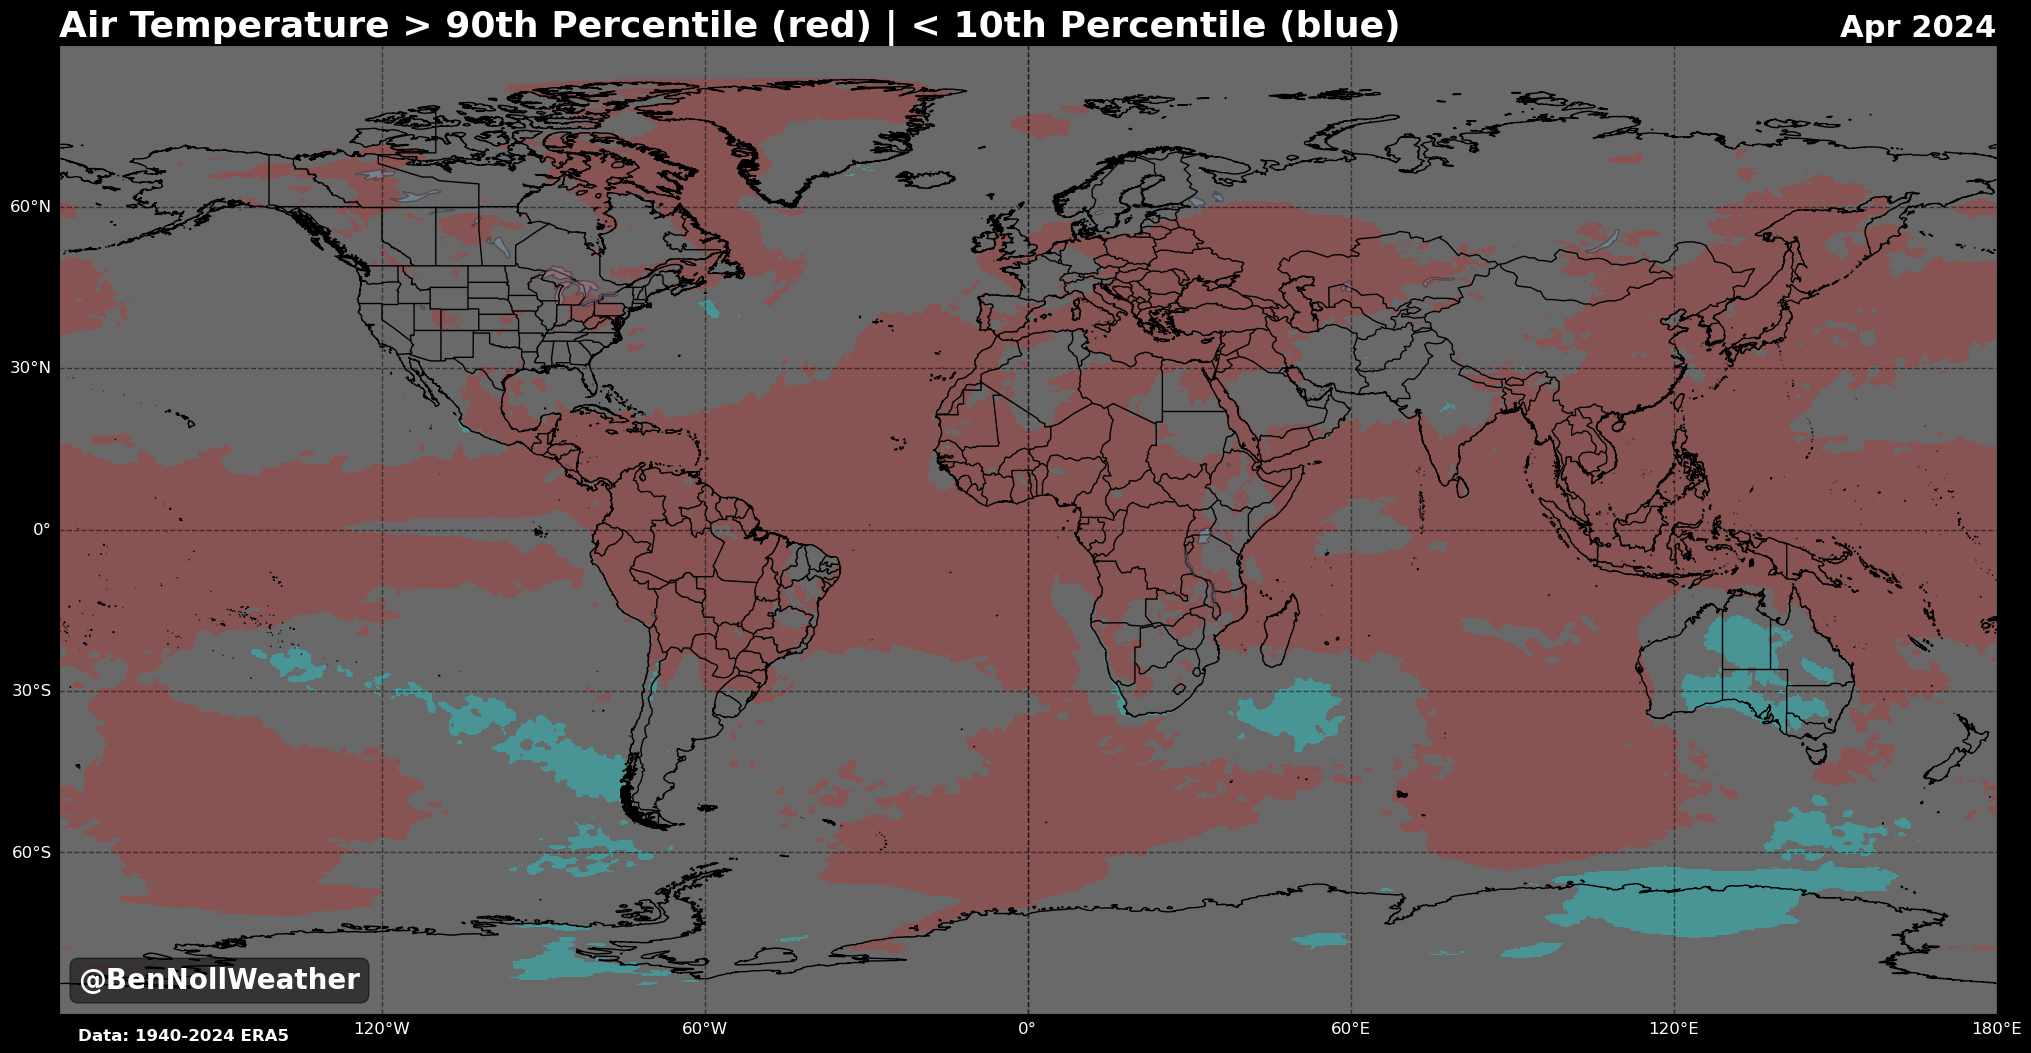 Air Temperature > 90th Percentile (red) | < 10th Percentile (blue)
Apr 2024
60°N
30°N
0°
30°S
60°S
@BenNollWeather
120°W
60°W
0°
60°E
120°E
180°E
Data: 1940-2024 ERA5